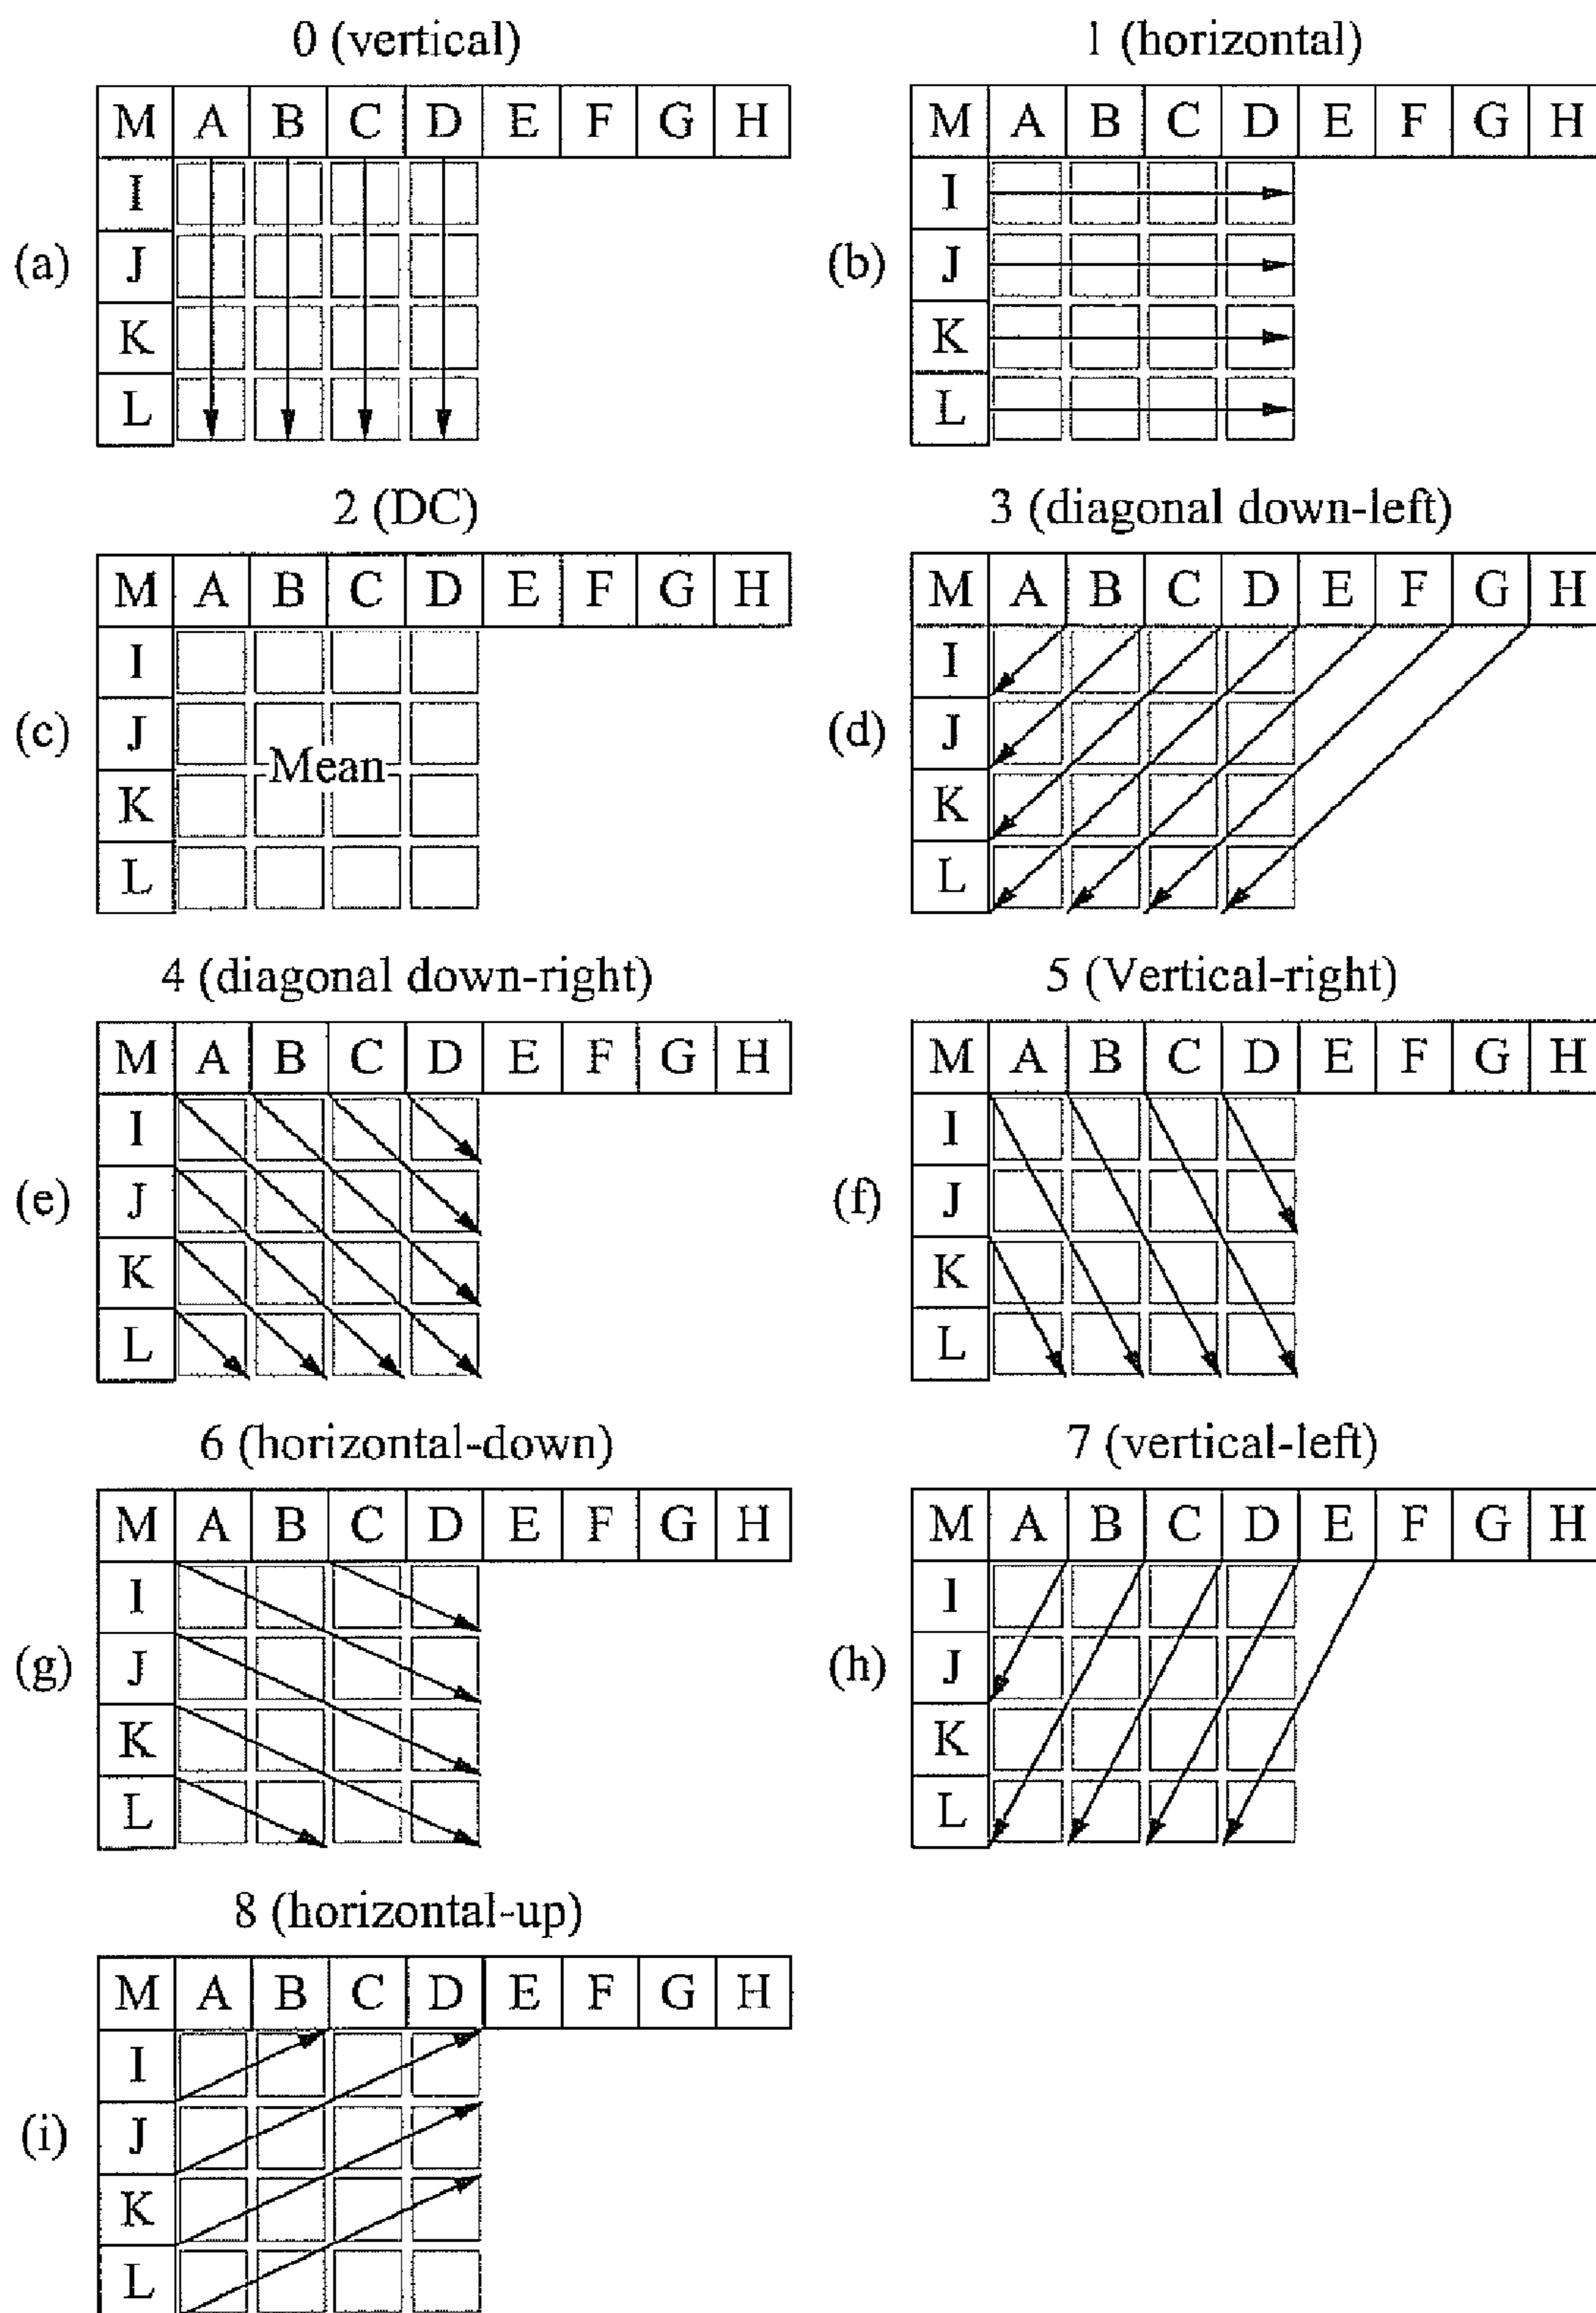 0 (vertical)
M A B C D E F G H
I
J
K
L
(a)
1 (horizontal)
M A B C D E F G H
I
J
K
L
(b)
2 (DC)
M A B C D E F G H
I
J
K
L
Mean
(c)
3 (diagonal down-left)
M A B C D E F G H
I
J
K
L
(d)
4 (diagonal down-right)
M A B C D E F G H
I
J
K
L
(e)
5 (Vertical-right)
M A B C D E F G H
I
J
K
L
(f)
6 (horizontal-down)
M A B C D E F G H
I
J
K
L
(g)
7 (vertical-left)
M A B C D E F G H
I
J
K
L
(h)
8 (horizontal-up)
M A B C D E F G H
I
J
K
L
(i)